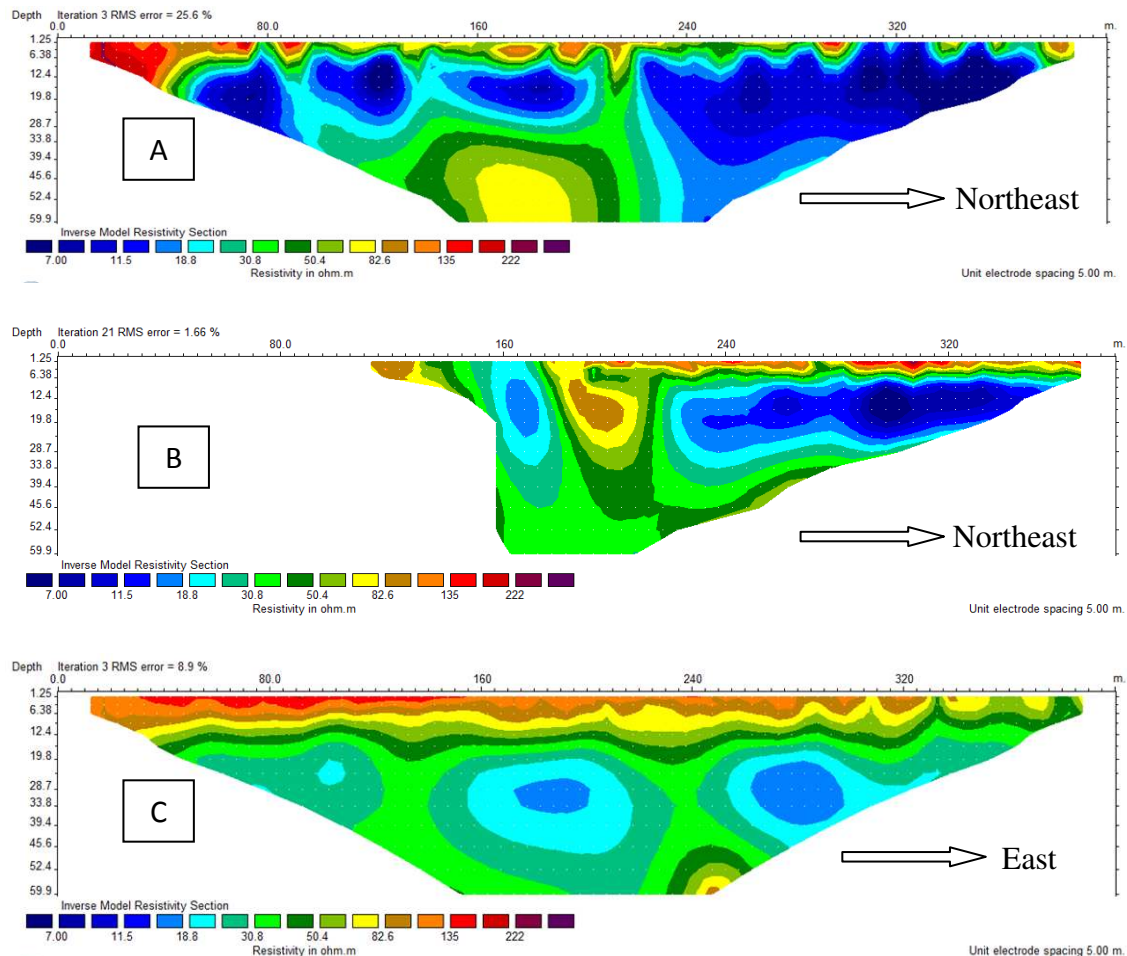 Depth Iteration 3 RMS error = 25.6 %
0.0 80.0 160 240 320 m.
1.25
6.38
12.4
19.8
28.7
33.8
39.4
45.6
52.4
59.9
A
Northeast
Inverse Model Resistivity Section
7.00 11.5 18.8 30.8 50.4 82.6 135 222
Resistivity in ohm.m
Unit electrode spacing 5.00 m.
Depth Iteration 21 RMS error = 1.66 %
0.0 80.0 160 240 320 m.
1.25
6.38
12.4
19.8
28.7
33.8
39.4
45.6
52.4
59.9
B
Northeast
Inverse Model Resistivity Section
7.00 11.5 18.8 30.8 50.4 82.6 135 222
Resistivity in ohm.m
Unit electrode spacing 5.00 m.
Depth Iteration 3 RMS error = 8.9 %
0.0 80.0 160 240 320 m.
1.25
6.38
12.4
19.8
28.7
33.8
39.4
45.6
52.4
59.9
C
East
Inverse Model Resistivity Section
7.00 11.5 18.8 30.8 50.4 82.6 135 222
Resistivity in ohm.m
Unit electrode spacing 5.00 m.